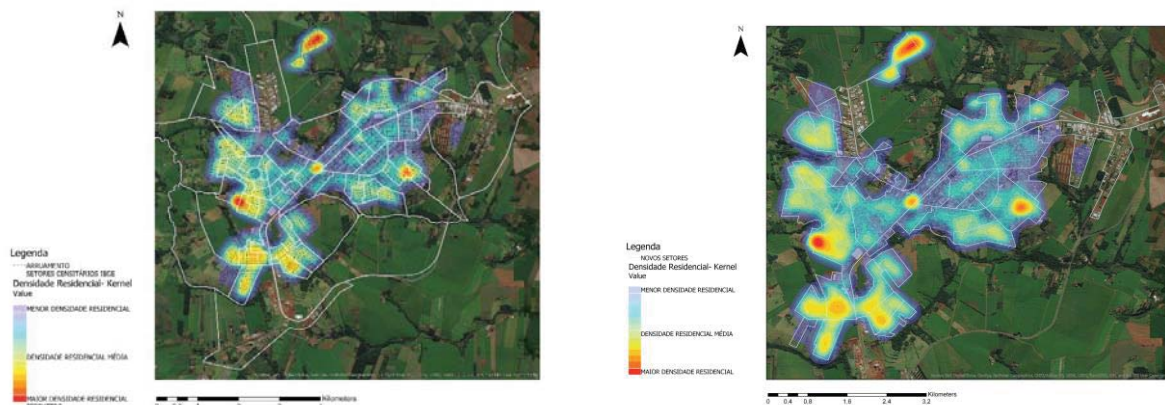 N
Legenda
ARRUAMENTO
SETORES CENSITÁRIOS IBGE
Densidade Residencial- Kernel
Value
MENOR DENSIDADE RESIDENCIAL
DENSIDADE RESIDENCIAL MÉDIA
MAIOR DENSIDADE RESIDENCIAL
Kilometers
N
Legenda
NOVOS SETORES
Densidade Residencial- Kernel
Value
MENOR DENSIDADE RESIDENCIAL
DENSIDADE RESIDENCIAL MÉDIA
MAIOR DENSIDADE RESIDENCIAL
Kilometers
0 0.4 0.8 1.6 2.4 3.2